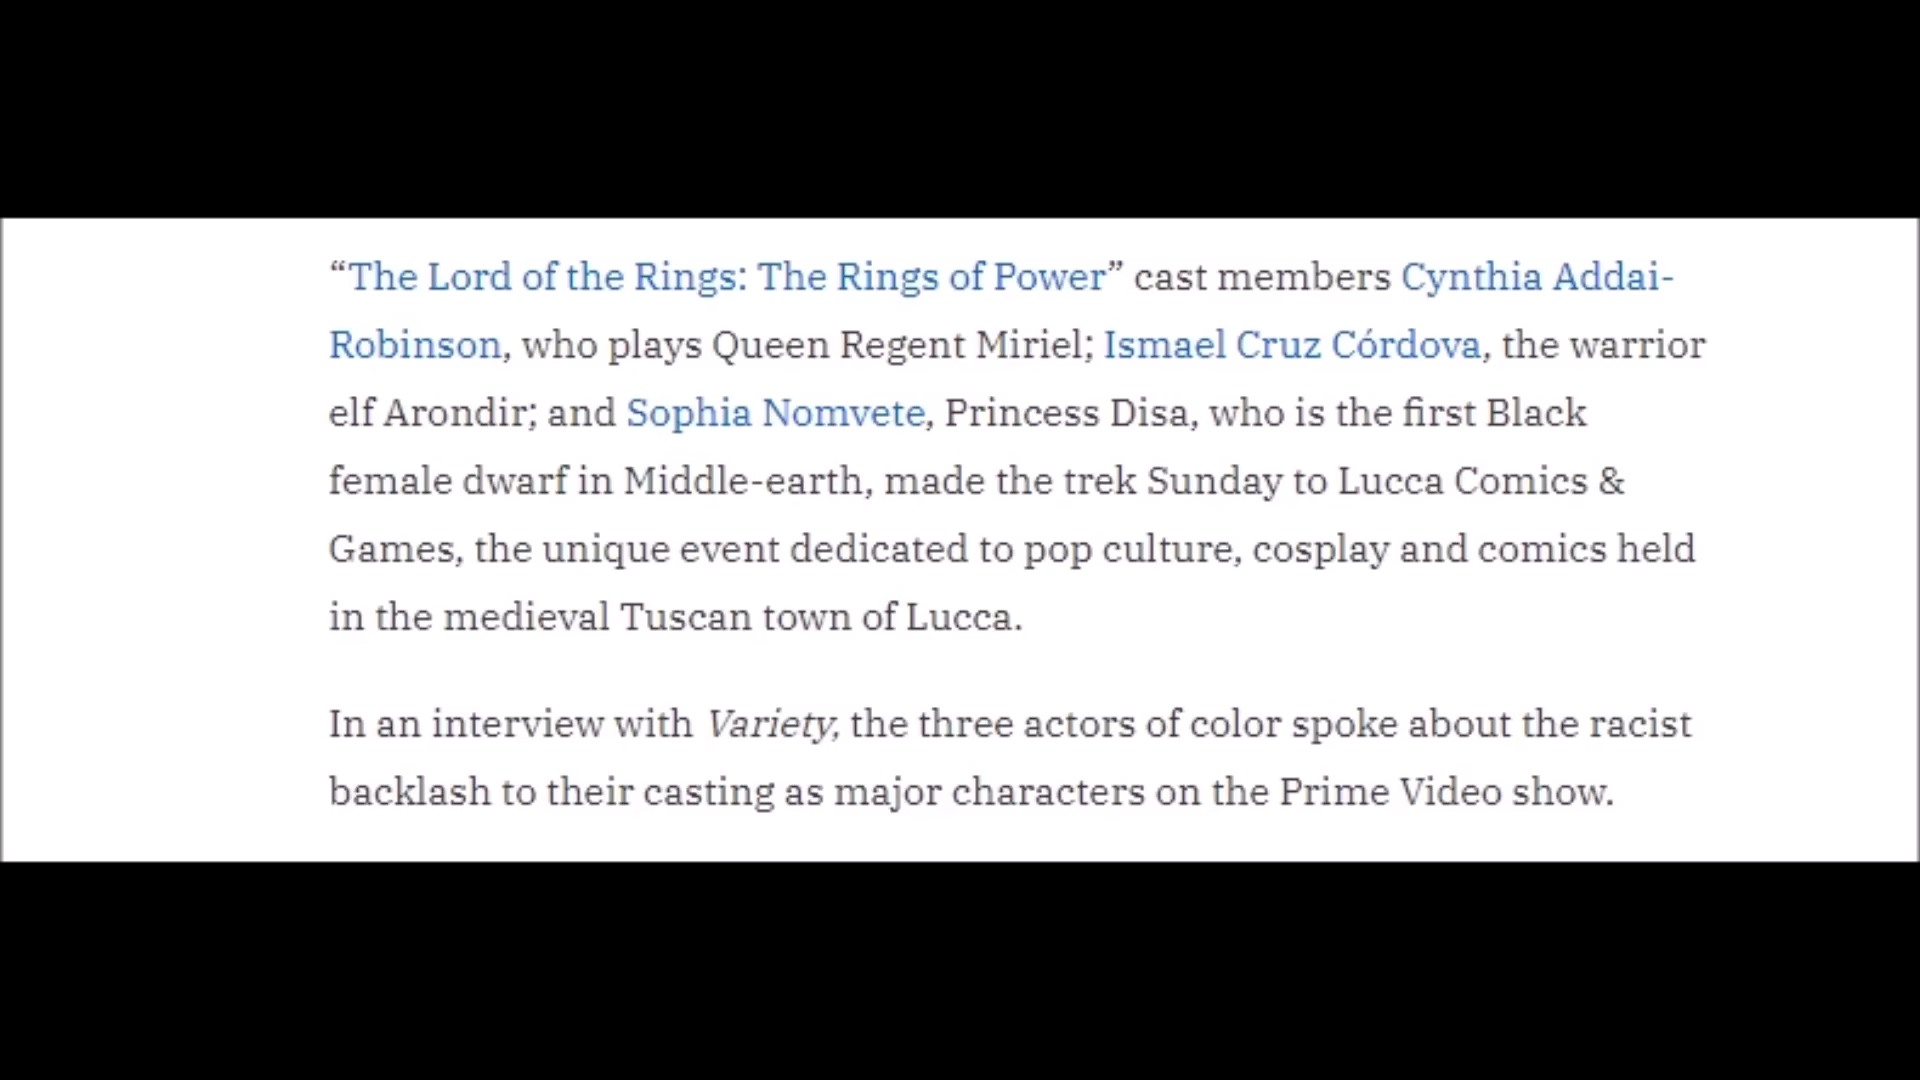 “The Lord of the Rings: The Rings of Power” cast members Cynthia Addai-
Robinson, who plays Queen Regent Miriel; Ismael Cruz Córdova, the warrior
elf Arondir; and Sophia Nomvete, Princess Disa, who is the first Black
female dwarf in Middle-earth, made the trek Sunday to Lucca Comics &
Games, the unique event dedicated to pop culture, cosplay and comics held
in the medieval Tuscan town of Lucca.
In an interview with Variety, the three actors of color spoke about the racist
backlash to their casting as major characters on the Prime Video show.